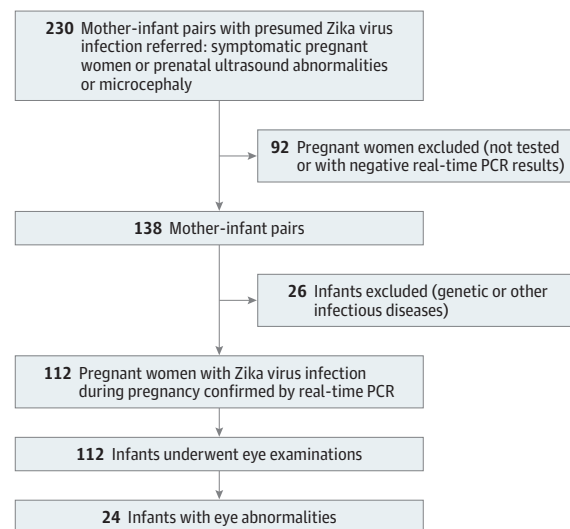 230 Mother-infant pairs with presumed Zika virus
infection referred: symptomatic pregnant
women or prenatal ultrasound abnormalities
or microcephaly
92 Pregnant women excluded (not tested
or with negative real-time PCR results)
138 Mother-infant pairs
26 Infants excluded (genetic or other
infectious diseases)
112 Pregnant women with Zika virus infection
during pregnancy confirmed by real-time PCR
112 Infants underwent eye examinations
24 Infants with eye abnormalities